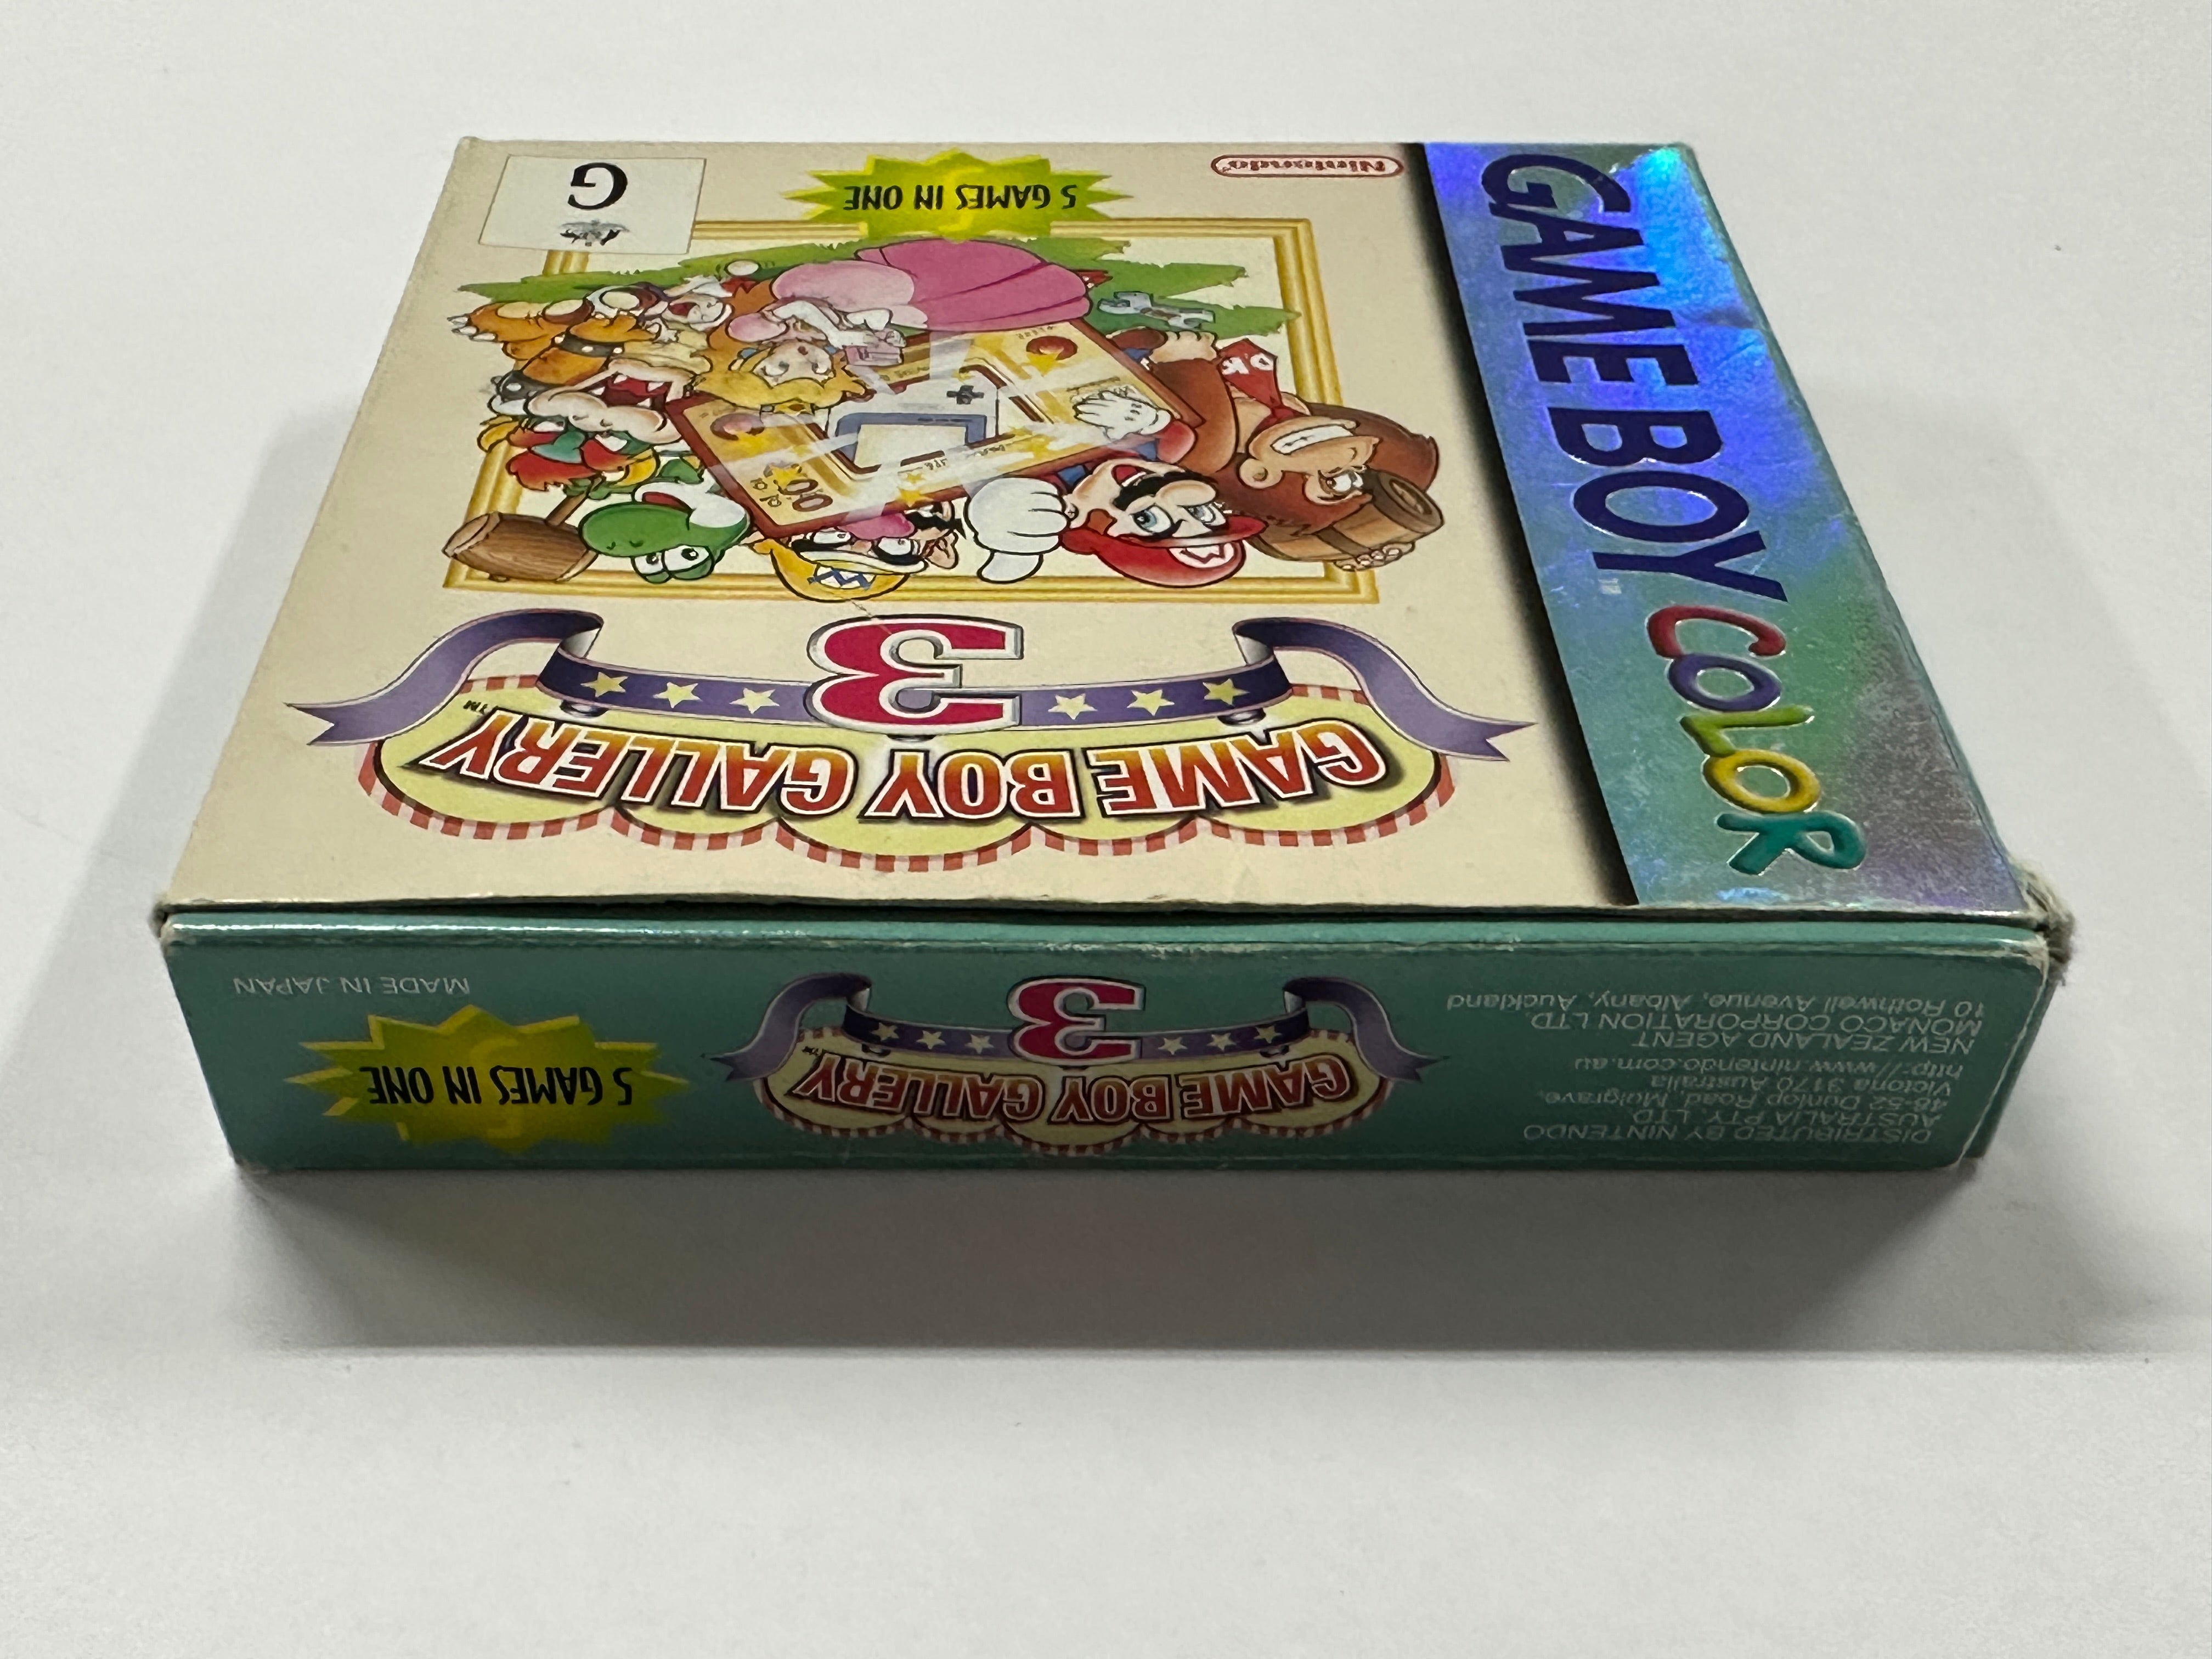 GAME BOY COLOR
GAME BOY GALLERY™
3
5 GAMES IN ONE
Nintendo
G
DISTRIBUTED BY NINTENDO
AUSTRALIA PTY. LTD
48-52 Dunlop Road, Mulgrave,
Victoria 3170 Australia
http://www.nintendo.com.au
NEW ZEALAND AGENT
MONACO CORPORATION LTD.
10 Rothwell Avenue, Albany, Auckland
GAME BOY GALLERY™
3
5 GAMES IN ONE
MADE IN JAPAN